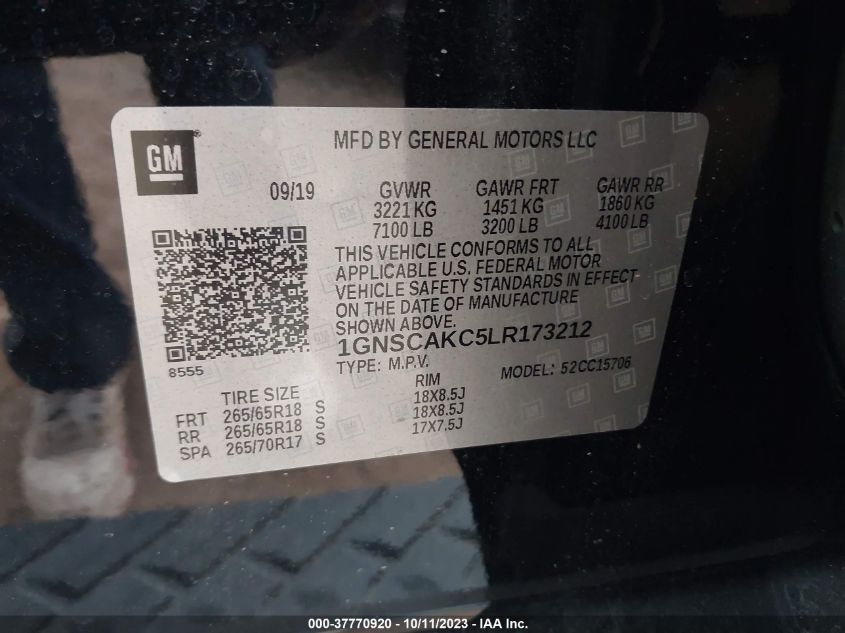 GM
®
MFD BY GENERAL MOTORS LLC
09/19 GVWR GAWR FRT GAWR RR
3221 KG 1451 KG 1860 KG
7100 LB 3200 LB 4100 LB
THIS VEHICLE CONFORMS TO ALL
APPLICABLE U.S. FEDERAL MOTOR
VEHICLE SAFETY STANDARDS IN EFFECT
ON THE DATE OF MANUFACTURE
SHOWN ABOVE.
1GNSCAKC5LR173212
8555
TYPE: M.P.V. MODEL: 52CC15706
TIRE SIZE RIM
FRT 265/65R18 S 18X8.5J
RR 265/65R18 S 18X8.5J
SPA 265/70R17 S 17X7.5J
000-37770920 - 10/11/2023 - IAA Inc.